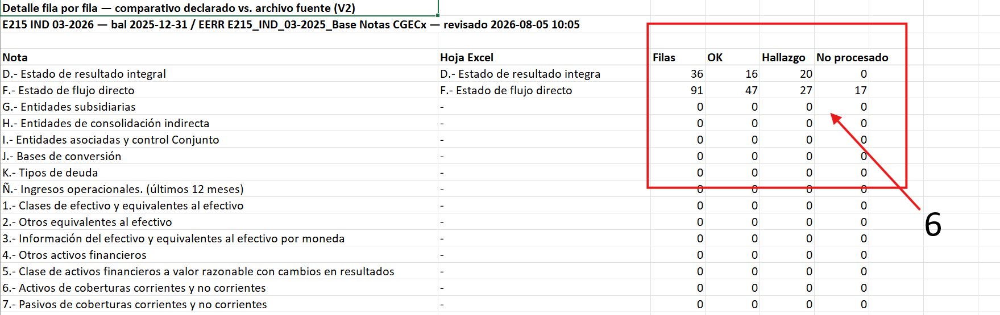 Detalle fila por fila — comparativo declarado vs. archivo fuente (V2)
E215 IND 03-2026 — bal 2025-12-31 / EERR E215_IND_03-2025_Base Notas CGECx — revisado 2026-08-05 10:05
Nota Hoja Excel Filas OK Hallazgo No procesado
D.- Estado de resultado integral D.- Estado de resultado integra 36 16 20 0
F.- Estado de flujo directo F.- Estado de flujo directo 91 47 27 17
G.- Entidades subsidiarias - 0 0 0 0
H.- Entidades de consolidación indirecta - 0 0 0 0
I.- Entidades asociadas y control Conjunto - 0 0 0 0
J.- Bases de conversión - 0 0 0 0
K.- Tipos de deuda - 0 0 0 0
Ñ.- Ingresos operacionales. (últimos 12 meses) - 0 0 0 0
1.- Clases de efectivo y equivalentes al efectivo - 0 0 0 0
2.- Otros equivalentes al efectivo - 0 0 0 0
6
3.- Información del efectivo y equivalentes al efectivo por moneda - 0 0 0 0
4.- Otros activos financieros - 0 0 0 0
5.- Clase de activos financieros a valor razonable con cambios en resultados - 0 0 0 0
6.- Activos de coberturas corrientes y no corrientes - 0 0 0 0
7.- Pasivos de coberturas corrientes y no corrientes - 0 0 0 0